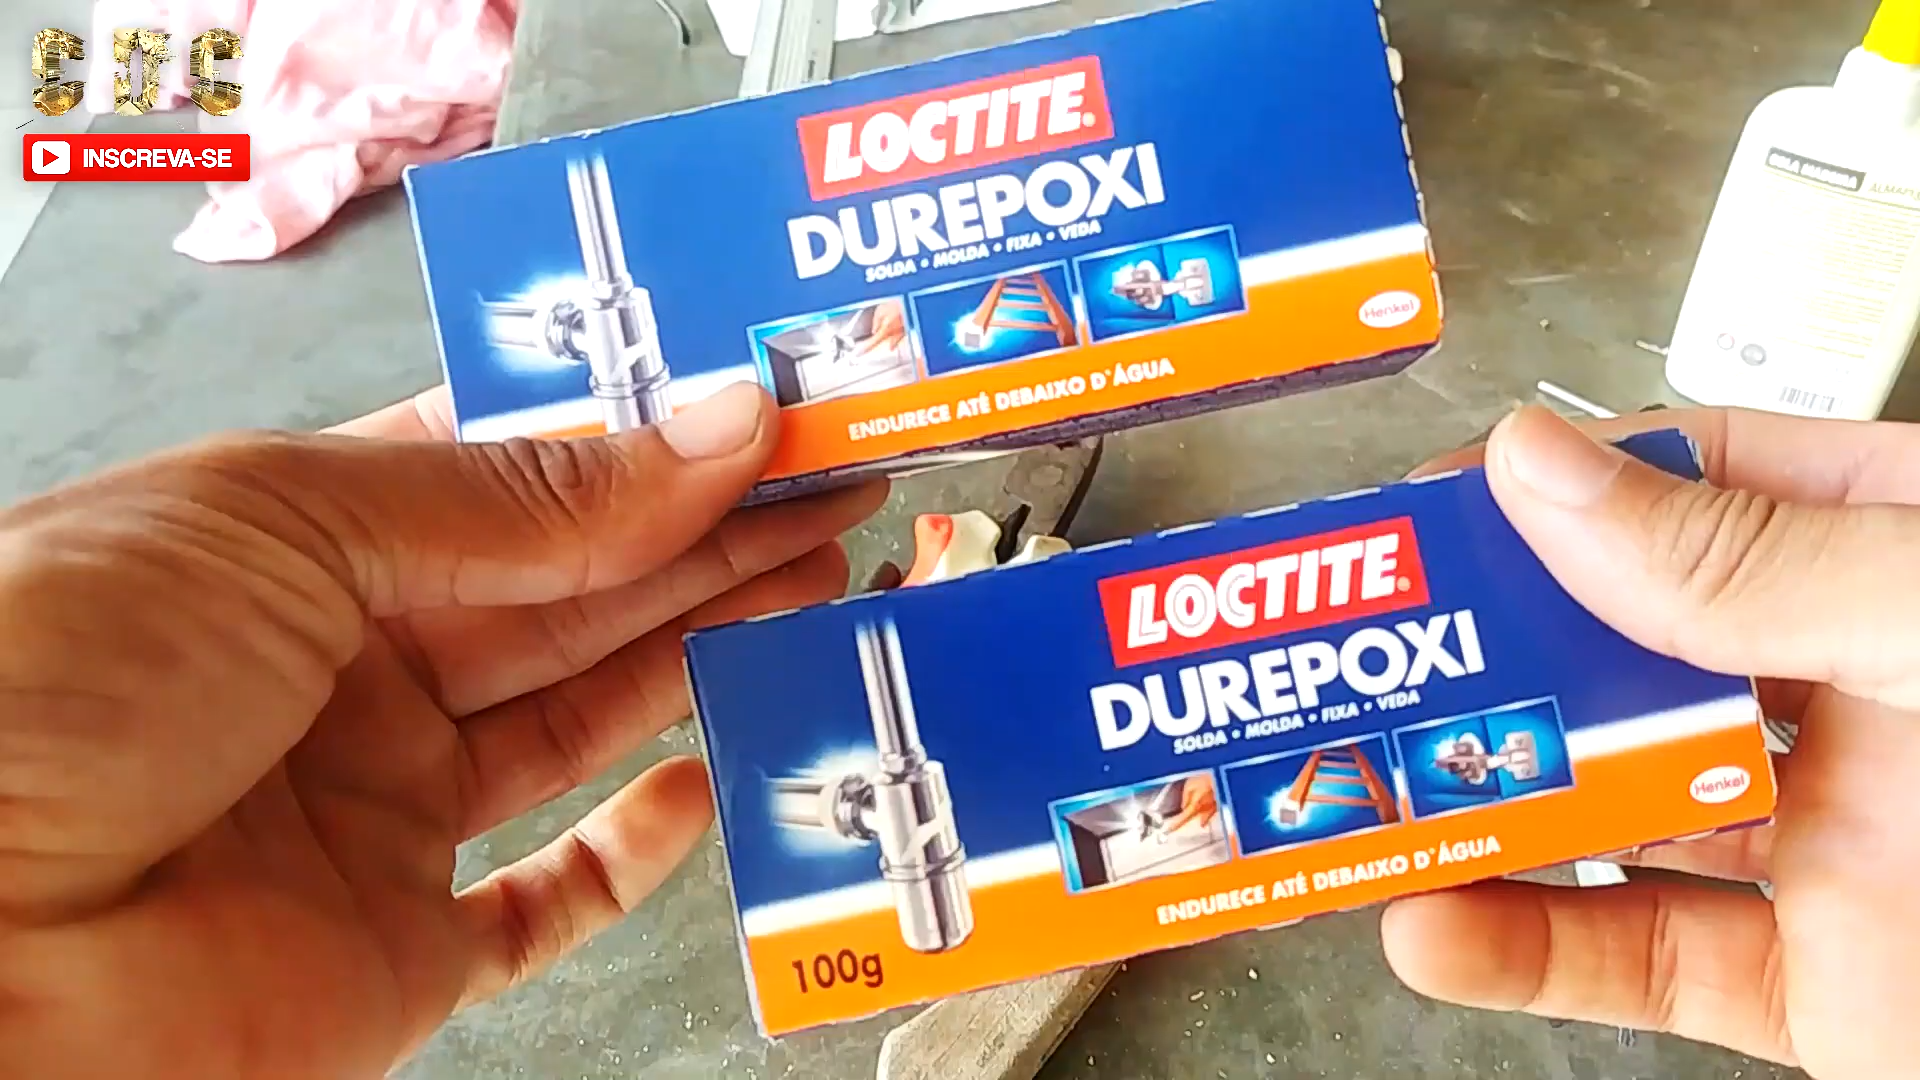 INSCREVA-SE
LOCTITE®
DUREPOXI
SOLDA • MOLDA • FIXA • VEDA
Henkel
ENDURECE ATÉ DEBAIXO D'ÁGUA
LOCTITE®
DUREPOXI
SOLDA • MOLDA • FIXA • VEDA
Henkel
ENDURECE ATÉ DEBAIXO D'ÁGUA
100g